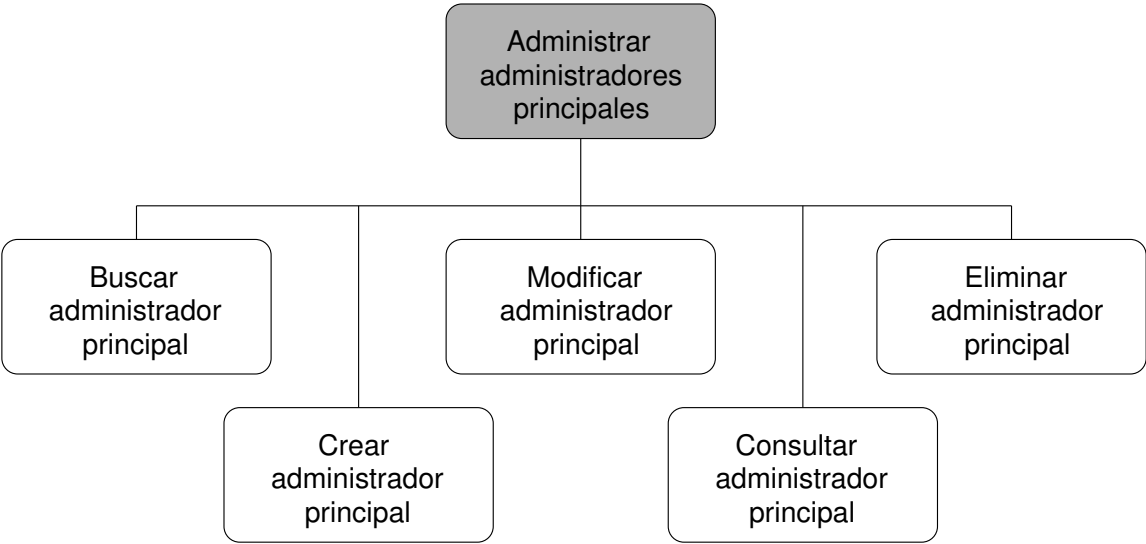 Administrar
administradores
principales
Buscar
administrador
principal
Modificar
administrador
principal
Eliminar
administrador
principal
Crear
administrador
principal
Consultar
administrador
principal